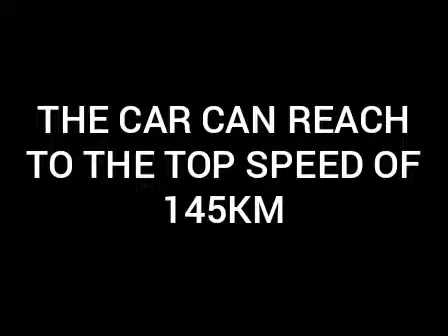 THE CAR CAN REACH
TO THE TOP SPEED OF
145KM